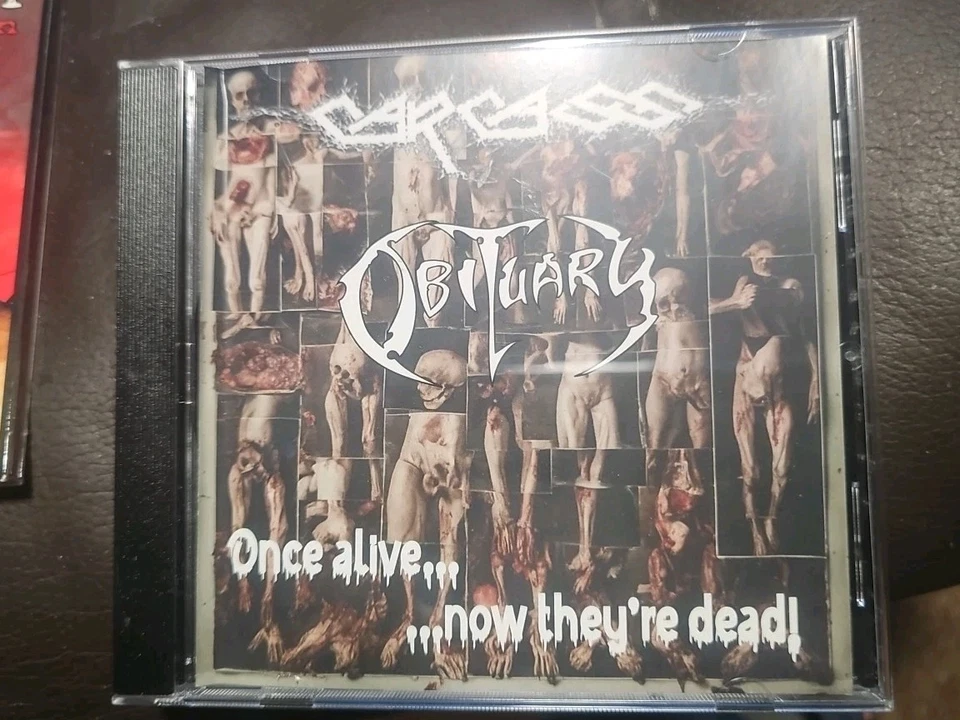 CARCASS
OBITUARY
Once alive...
...now they're dead!